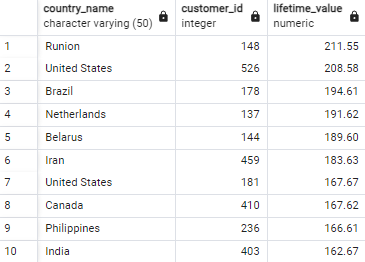 country_name customer_id lifetime_value
character varying (50) integer numeric
1 Runion 148 211.55
2 United States 526 208.58
3 Brazil 178 194.61
4 Netherlands 137 191.62
5 Belarus 144 189.60
6 Iran 459 183.63
7 United States 181 167.67
8 Canada 410 167.62
9 Philippines 236 166.61
10 India 403 162.67